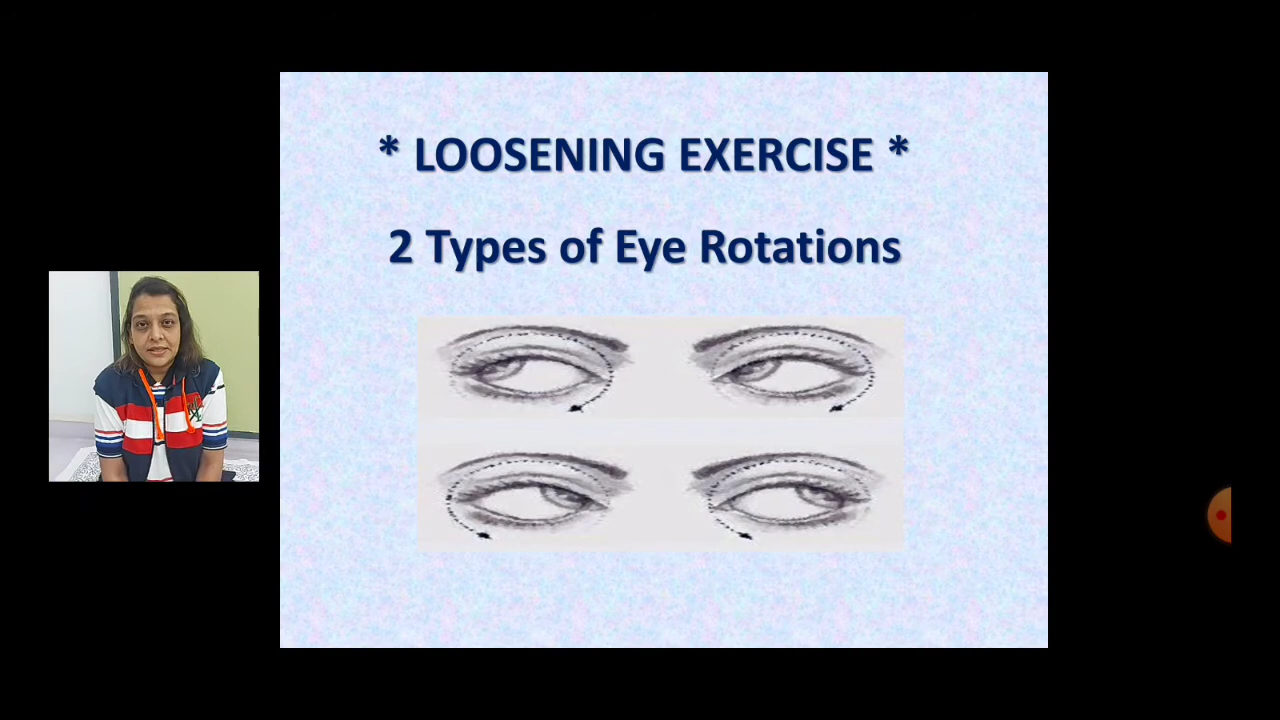 * LOOSENING EXERCISE *
2 Types of Eye Rotations